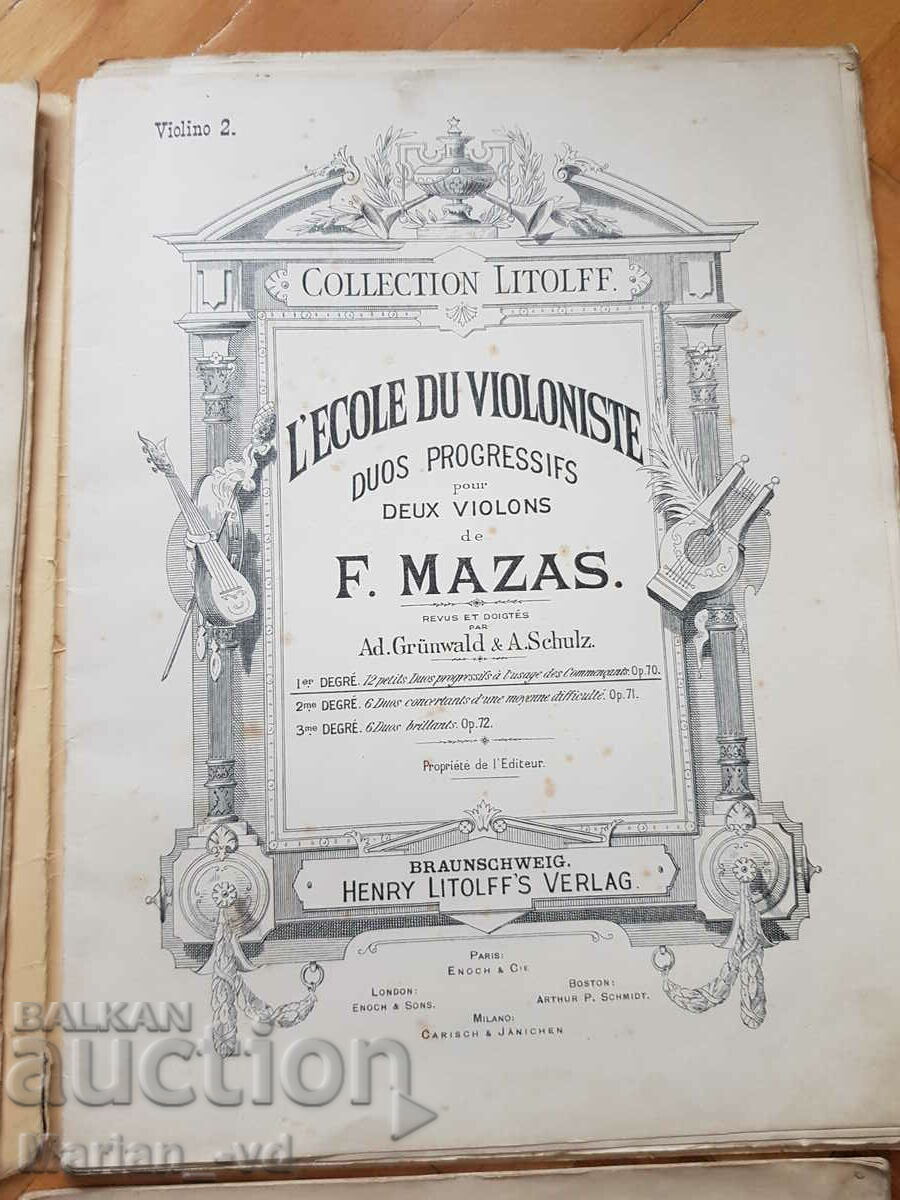 Violino 2.
COLLECTION LITOLFF.
L'ECOLE DU VIOLONISTE
DUOS PROGRESSIFS
pour
DEUX VIOLONS
de
F. MAZAS.
REVUS ET DOIGTÉS
PAR
Ad. Grünwald & A. Schulz.
1er DEGRÉ. 12 petits Duos progressifs à l'usage des Commençants. Op. 70.
2me DEGRÉ. 6 Duos concertants d'une moyenne difficulté. Op. 71.
3me DEGRÉ. 6 Duos brillants. Op. 72.
Propriété de l'Editeur.
BRAUNSCHWEIG.
HENRY LITOLFF'S VERLAG.
PARIS:
ENOCH & CIE
LONDON:
ENOCH & SONS.
BOSTON:
ARTHUR P. SCHMIDT.
MILANO:
CARISCH & JÄNICHEN
BALKAN
auction
Marian_-vd